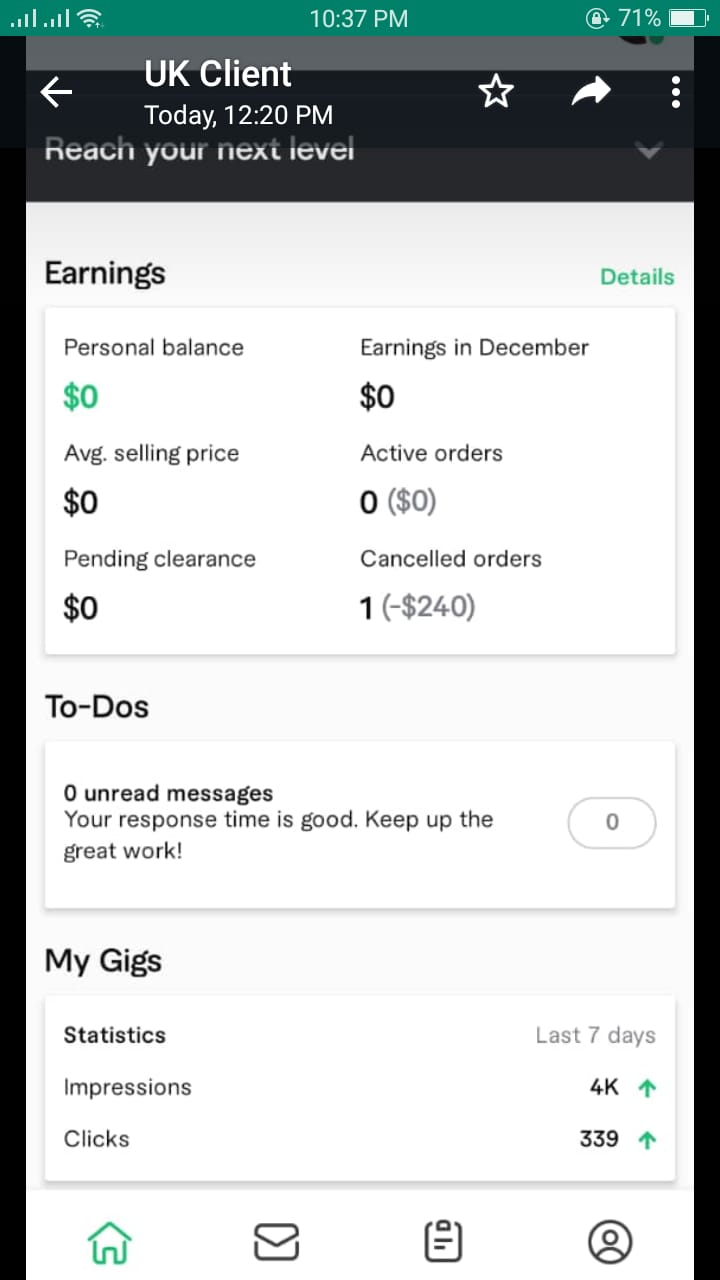 10:37 PM
71%
UK Client
Today, 12:20 PM
Reach your next level
Earnings
Details
Personal balance
Earnings in December
$0
$0
Avg. selling price
Active orders
$0
0 ($0)
Pending clearance
Cancelled orders
$0
1 (-$240)
To-Dos
0 unread messages
Your response time is good. Keep up the
great work!
0
My Gigs
Statistics
Last 7 days
Impressions
4K
Clicks
339